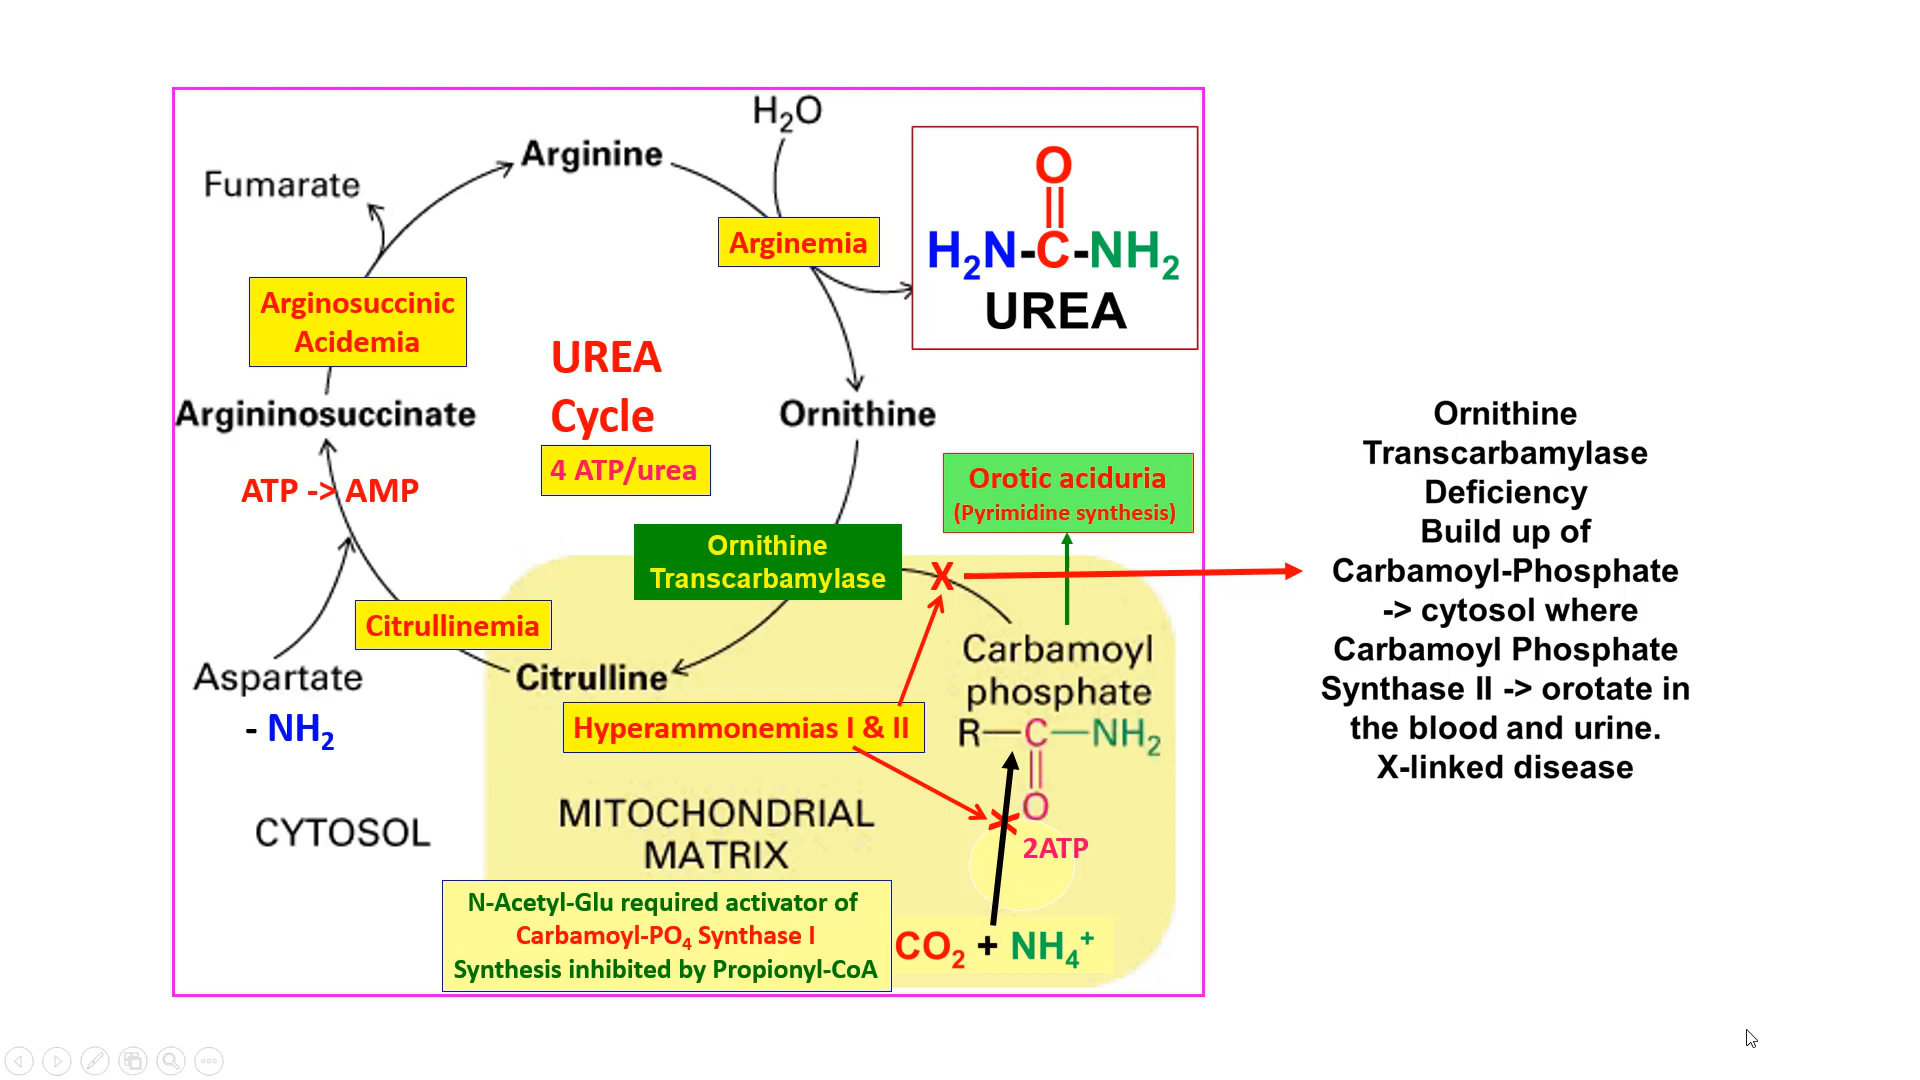 H2O
Arginine
Fumarate
Arginemia
O
H2N-C-NH2
UREA
Arginosuccinic
Acidemia
UREA
Cycle
4 ATP/urea
Argininosuccinate
Ornithine
ATP -> AMP
Orotic aciduria
(Pyrimidine synthesis)
Ornithine
Transcarbamylase
X
Citrullinemia
Aspartate
- NH2
Citrulline
Carbamoyl
phosphate
R—C—NH2
O
Hyperammonemias I & II
X
2ATP
CYTOSOL
MITOCHONDRIAL
MATRIX
N-Acetyl-Glu required activator of
Carbamoyl-PO4 Synthase I
Synthesis inhibited by Propionyl-CoA
CO2 + NH4+
Ornithine
Transcarbamylase
Deficiency
Build up of
Carbamoyl-Phosphate
-> cytosol where
Carbamoyl Phosphate
Synthase II -> orotate in
the blood and urine.
X-linked disease